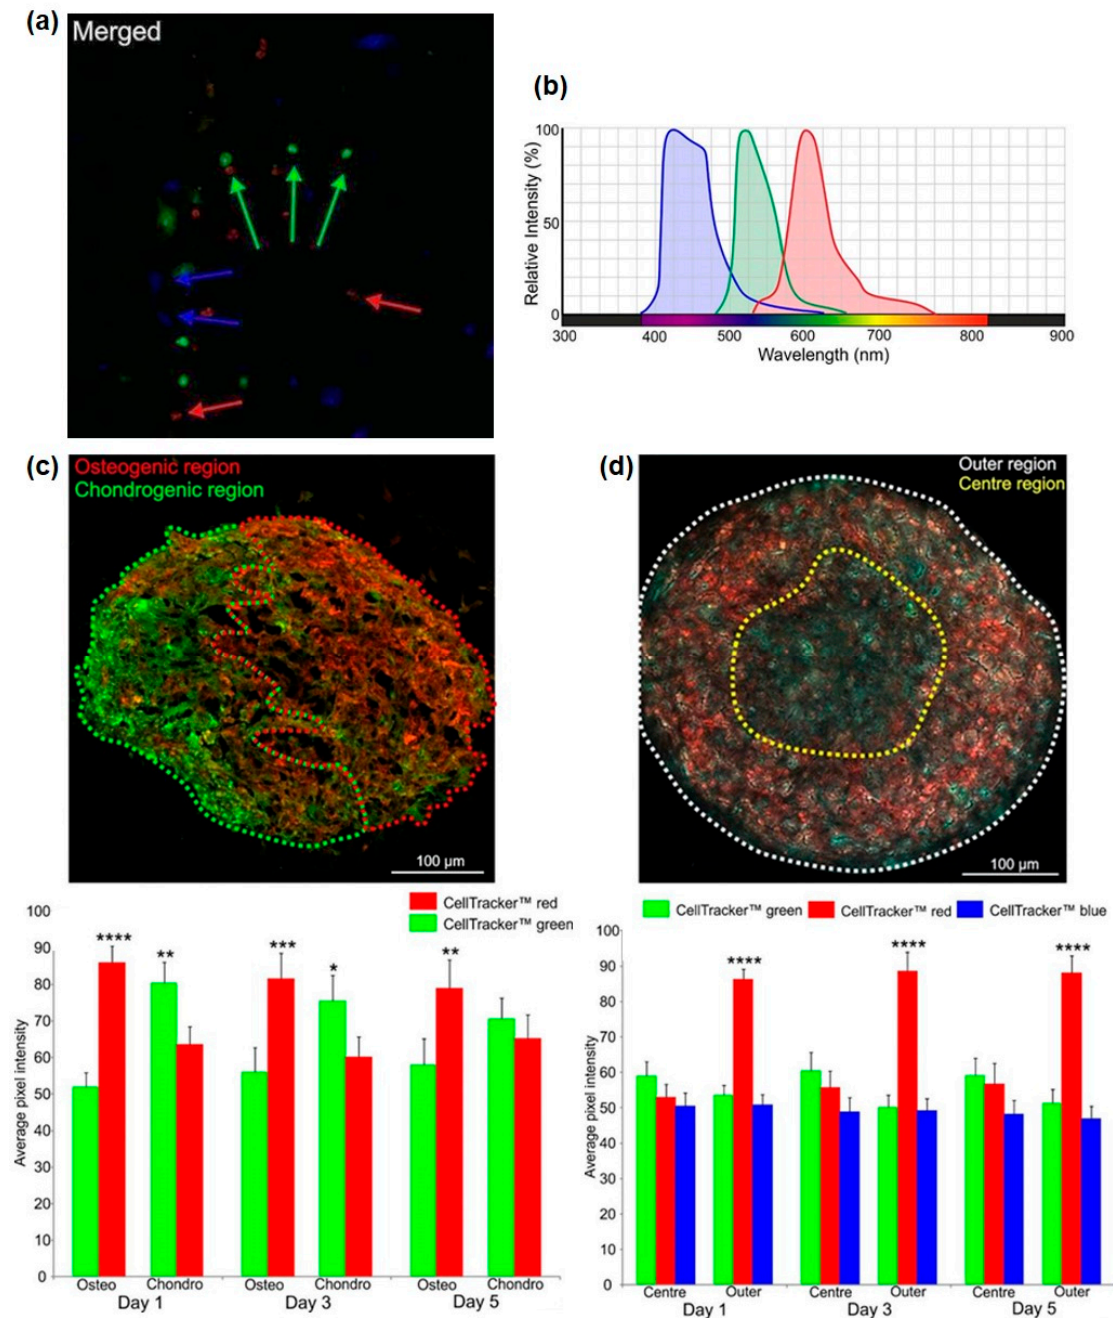 (a)
Merged
(b)
Relative Intensity (%)
100
50
0
300 400 500 600 700 800 900
Wavelength (nm)
(c)
Osteogenic region
Chondrogenic region
100 µm
(d)
Outer region
Centre region
100 µm
CellTracker™ red
CellTracker™ green
Average pixel intensity
100
90
80
70
60
50
40
30
20
10
0
**** ** *** * **
Osteo Chondro Osteo Chondro Osteo Chondro
Day 1 Day 3 Day 5
CellTracker™ green CellTracker™ red CellTracker™ blue
Average pixel intensity
100
90
80
70
60
50
40
30
20
10
0
**** **** ****
Centre Outer Centre Outer Centre Outer
Day 1 Day 3 Day 5